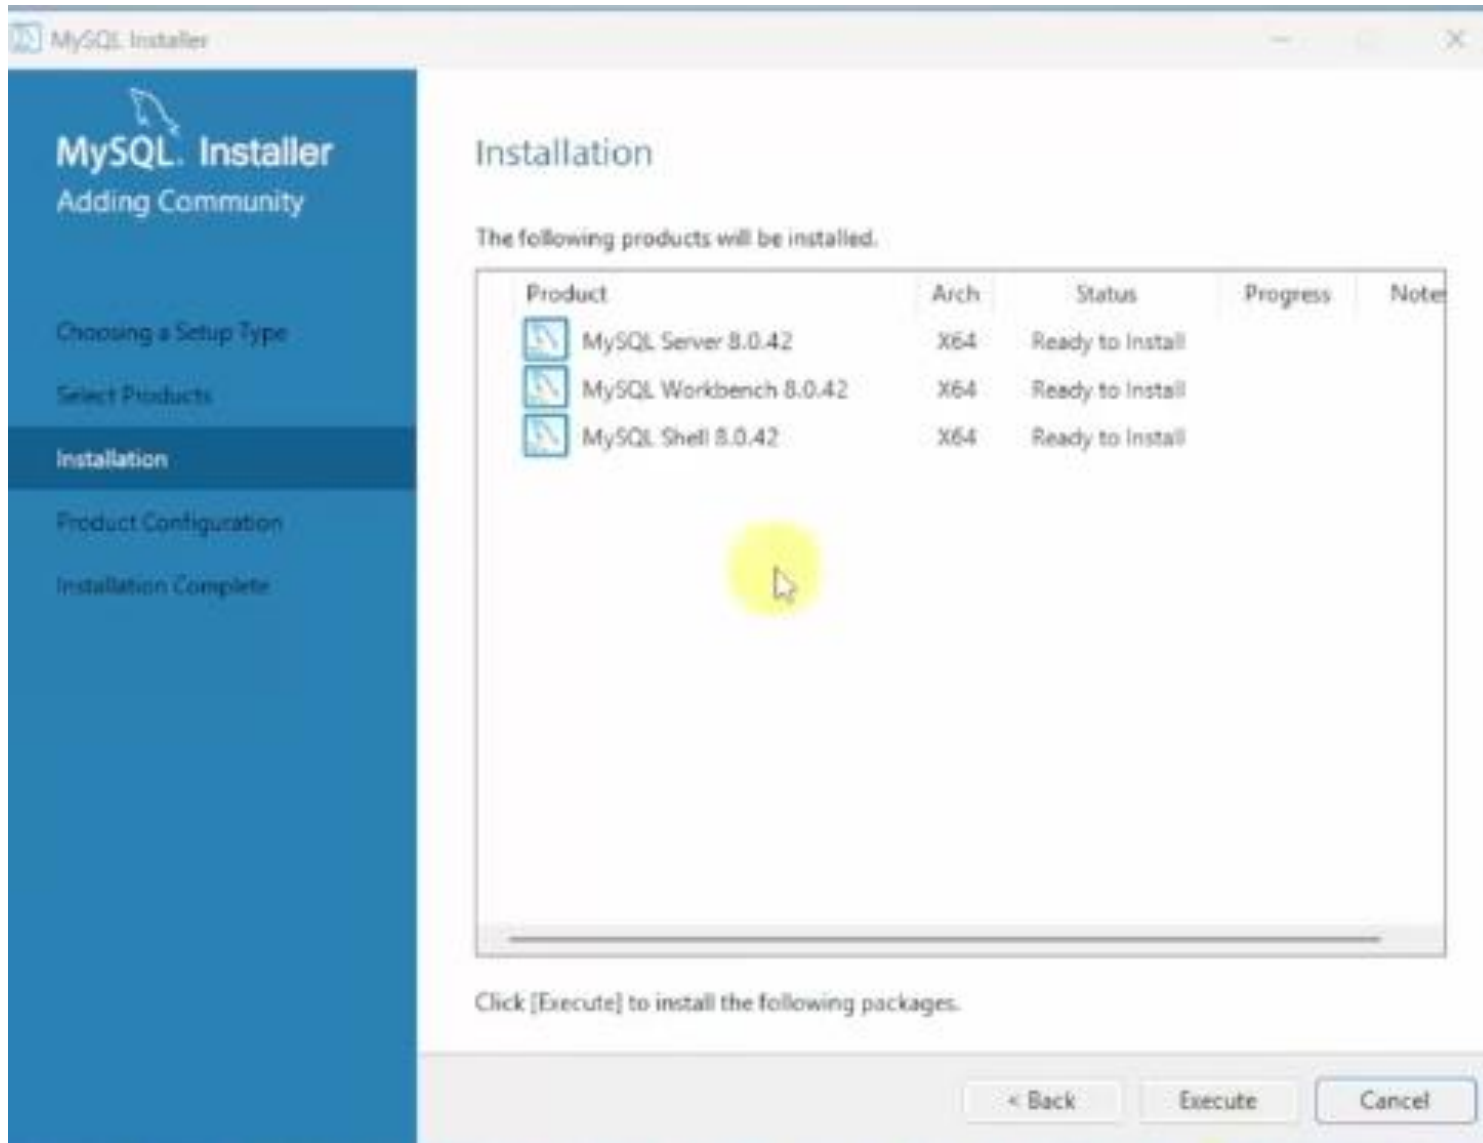 MySQL Installer
MySQL. Installer
Adding Community
Choosing a Setup Type
Select Products
Installation
Product Configuration
Installation Complete
Installation
The following products will be installed.
Product Arch Status Progress Notes
MySQL Server 8.0.42 X64 Ready to Install
MySQL Workbench 8.0.42 X64 Ready to Install
MySQL Shell 8.0.42 X64 Ready to Install
Click [Execute] to install the following packages.
< Back Execute Cancel